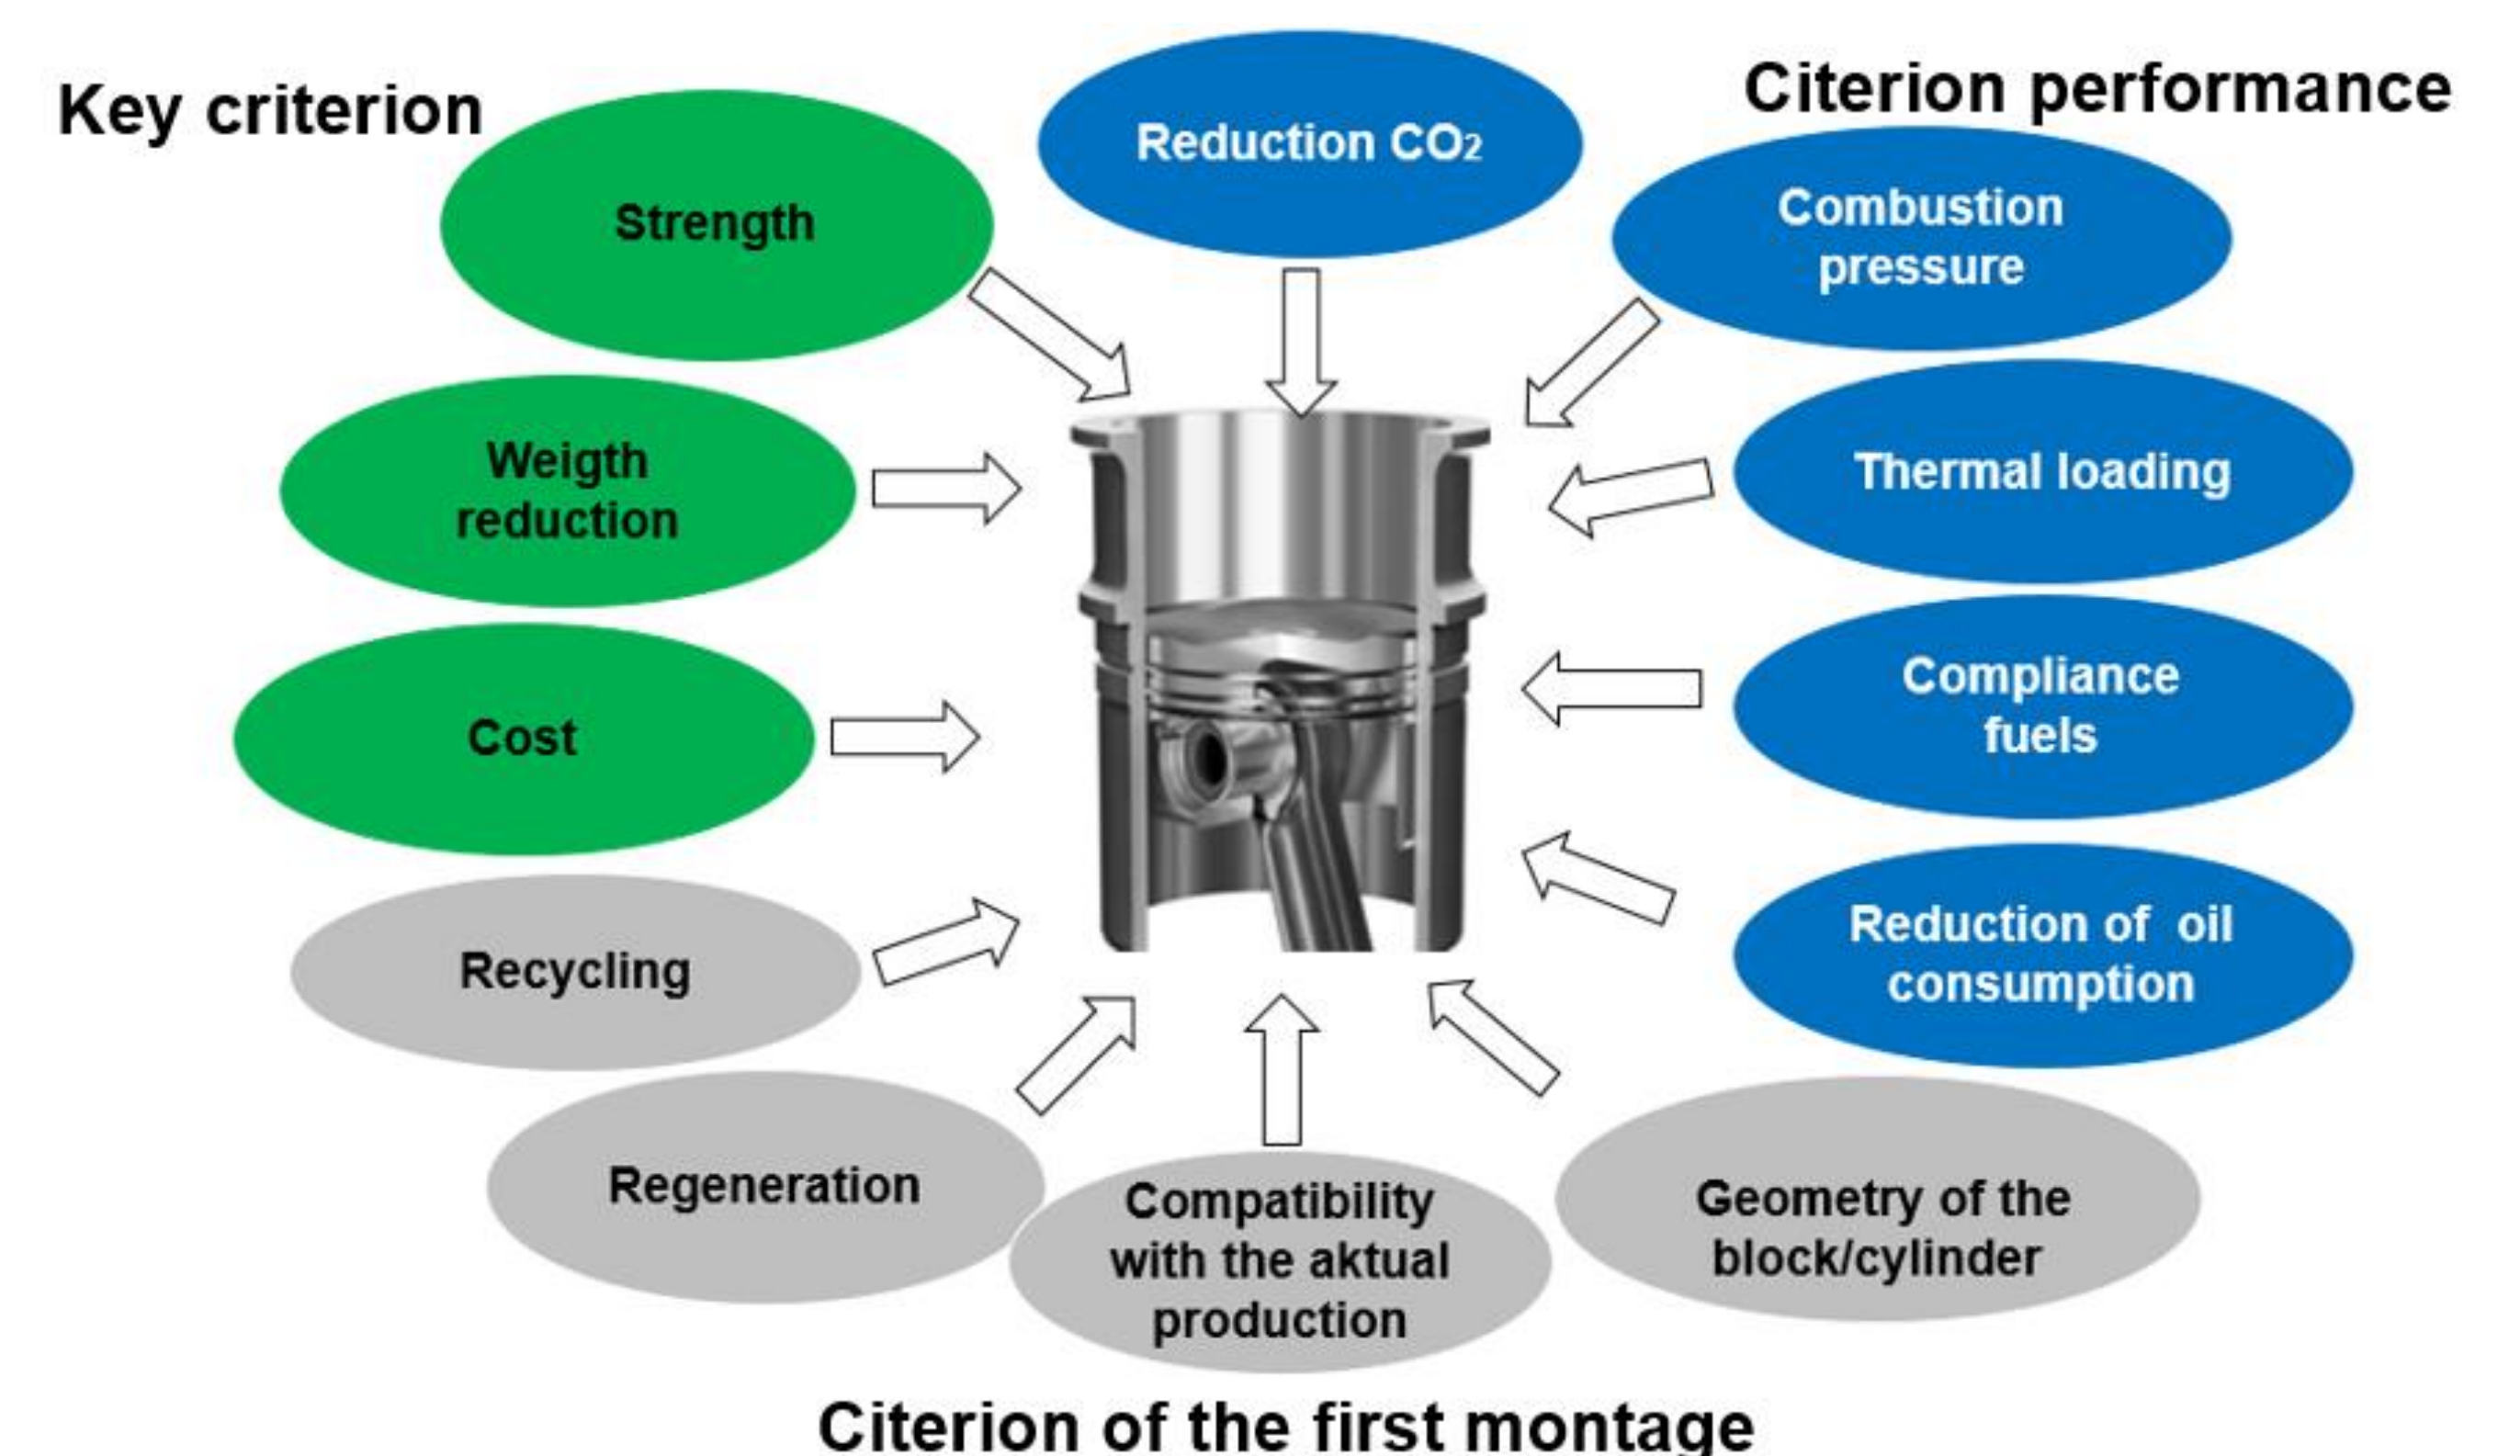 Key criterion
Citerion performance
Reduction CO2
Strength
Combustion
pressure
Weigth
reduction
Thermal loading
Cost
Compliance
fuels
Recycling
Reduction of  oil
consumption
Regeneration
Compatibility
with the aktual
production
Geometry of the
block/cylinder
Citerion of the first montage